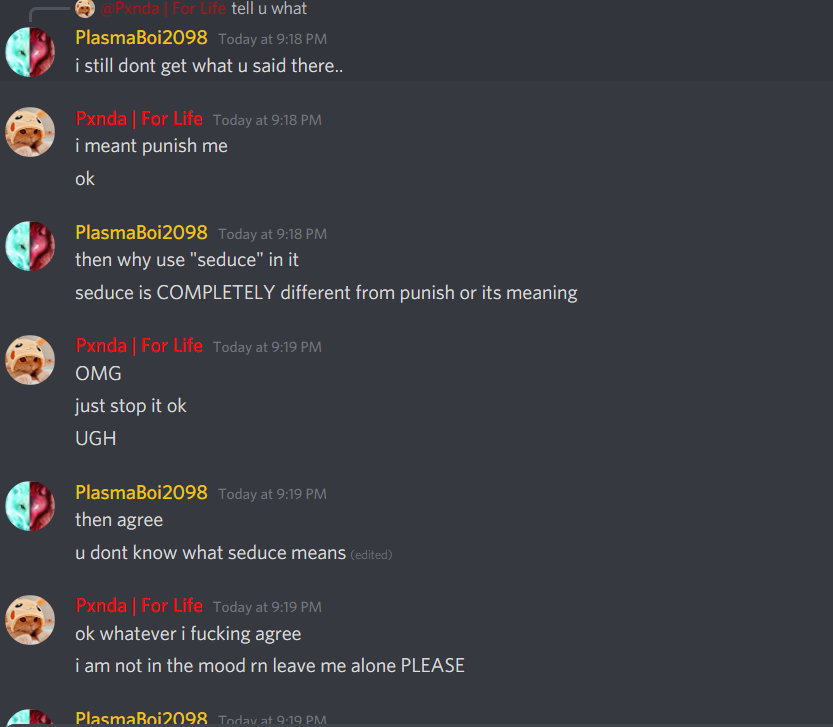 @Pxnda | For Life tell u what
PlasmaBoi2098 Today at 9:18 PM
i still dont get what u said there..
Pxnda | For Life Today at 9:18 PM
i meant punish me
ok
PlasmaBoi2098 Today at 9:18 PM
then why use "seduce" in it
seduce is COMPLETELY different from punish or its meaning
Pxnda | For Life Today at 9:19 PM
OMG
just stop it ok
UGH
PlasmaBoi2098 Today at 9:19 PM
then agree
u dont know what seduce means (edited)
Pxnda | For Life Today at 9:19 PM
ok whatever i fucking agree
i am not in the mood rn leave me alone PLEASE
PlasmaBoi2098 Today at 9:19 PM